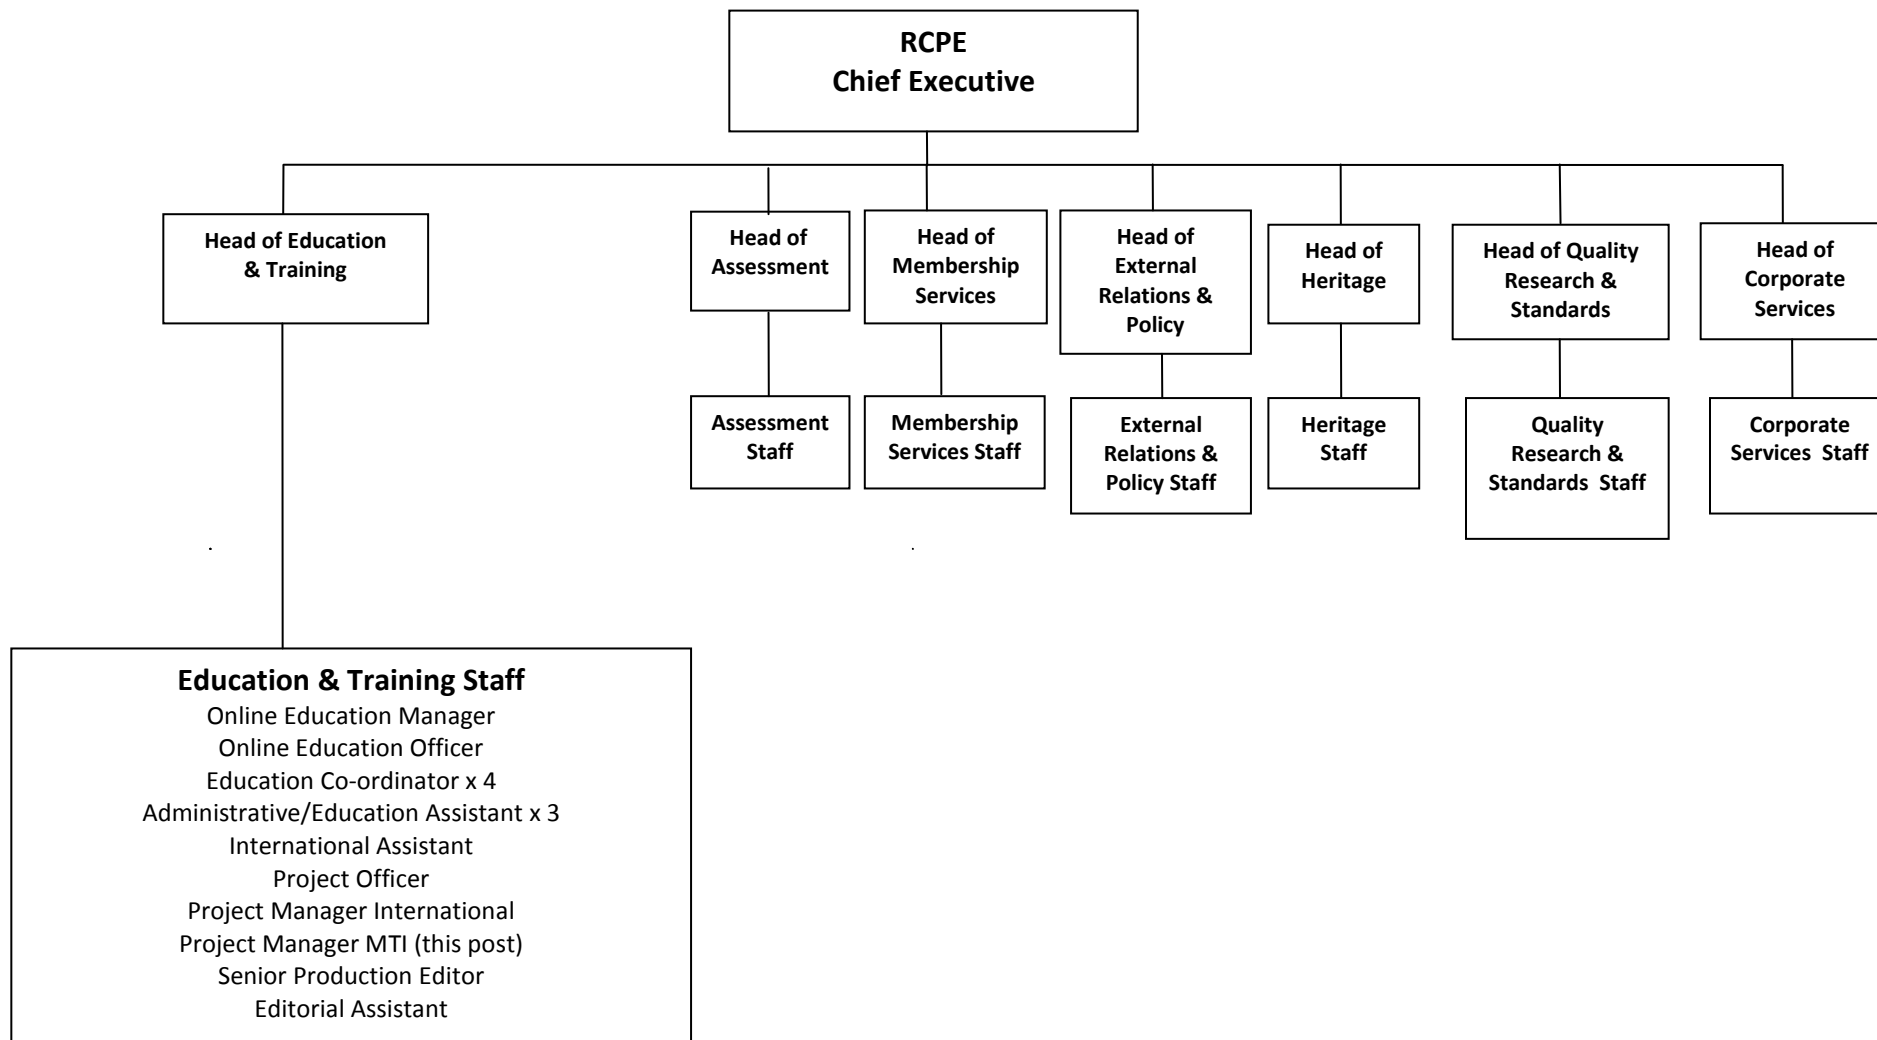 RCPE
Chief Executive
Head of Education
& Training
Head of
Assessment
Head of
Membership
Services
Head of
External
Relations &
Policy
Head of
Heritage
Head of Quality
Research &
Standards
Head of
Corporate
Services
Assessment
Staff
Membership
Services Staff
External
Relations &
Policy Staff
Heritage
Staff
Quality
Research &
Standards  Staff
Corporate
Services  Staff
Education & Training Staff
Online Education Manager
Online Education Officer
Education Co-ordinator x 4
Administrative/Education Assistant x 3
International Assistant
Project Officer
Project Manager International
Project Manager MTI (this post)
Senior Production Editor
Editorial Assistant